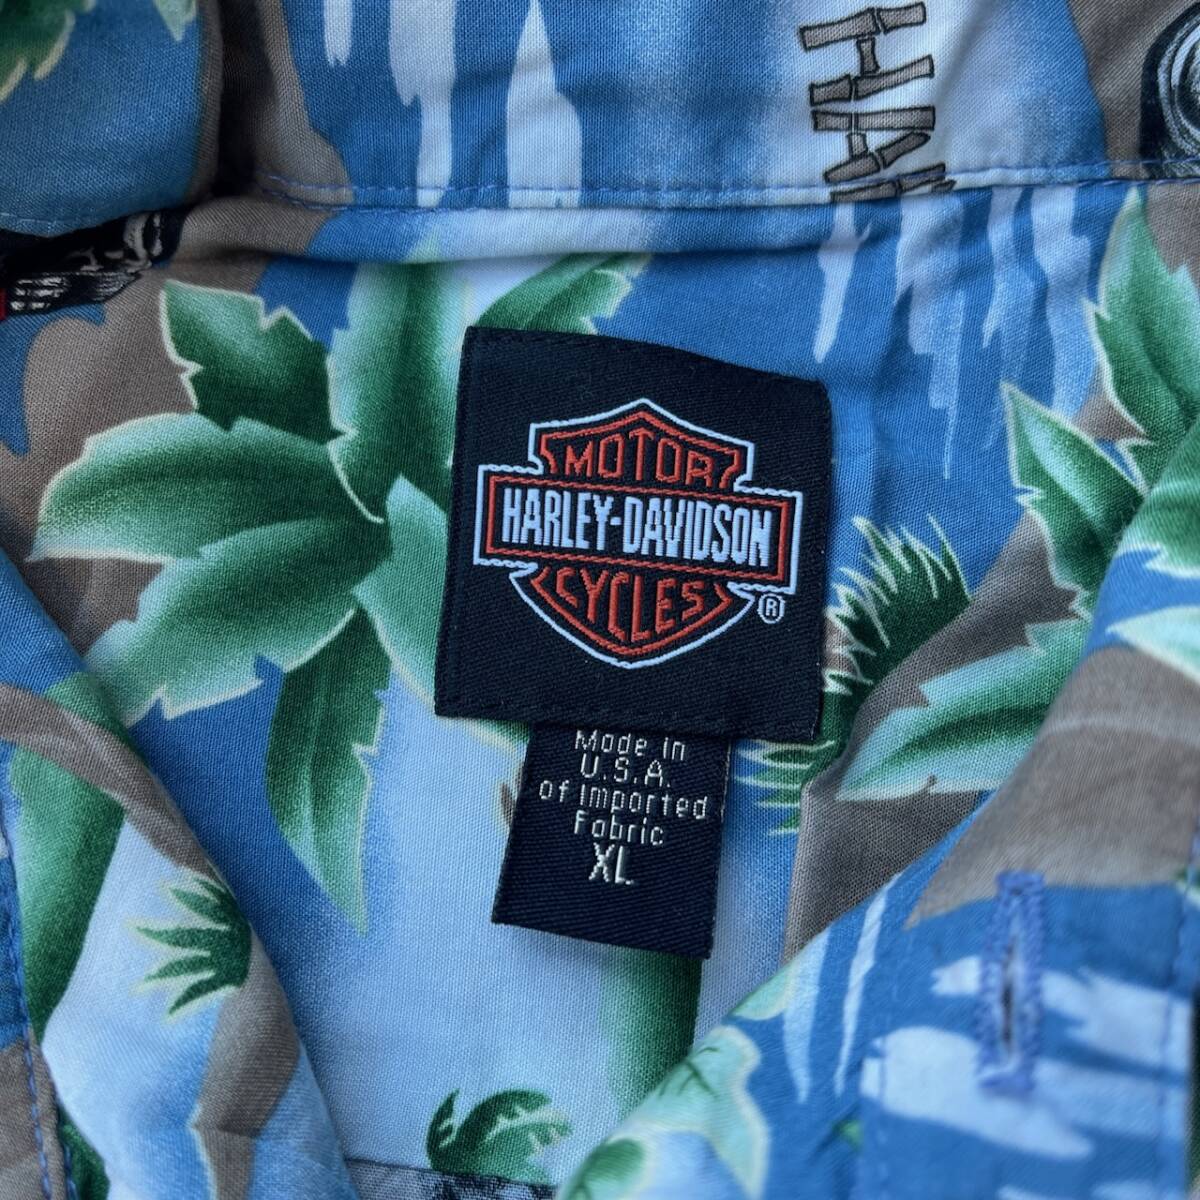 MOTOR
HARLEY-DAVIDSON
CYCLES
®
Made in
U.S.A.
of Imported
Fabric
XL